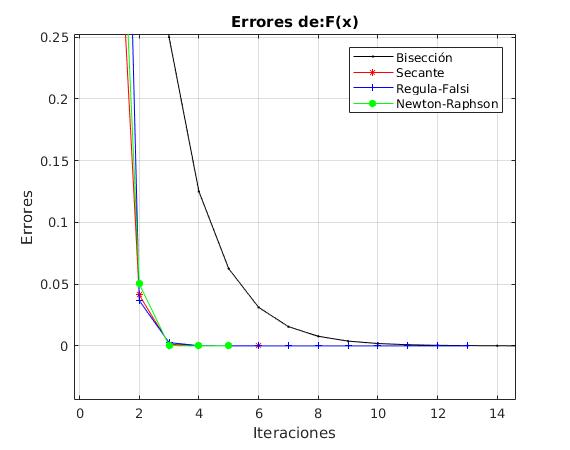 Errores de:F(x)
0.25
0.2
0.15
0.1
0.05
0
Errores
Bisección
Secante
Regula-Falsi
Newton-Raphson
0 2 4 6 8 10 12 14
Iteraciones